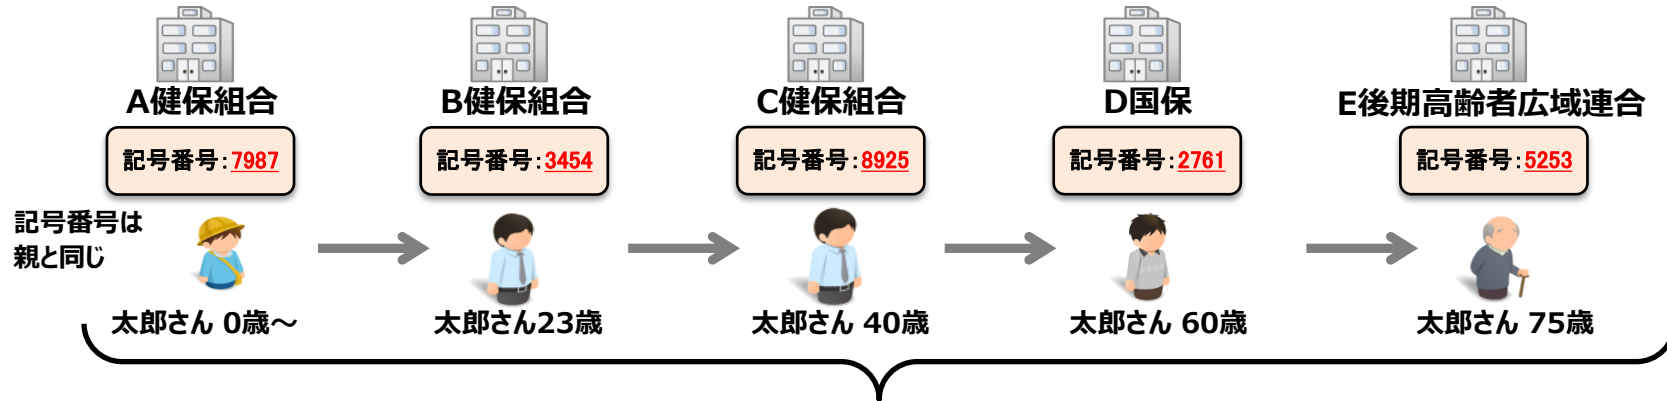 A健保組合
B健保組合
C健保組合
D国保
E後期高齢者広域連合
記号番号:7987
記号番号:3454
記号番号:8925
記号番号:2761
記号番号:5253
記号番号は
親と同じ
太郎さん 0歳～
太郎さん23歳
太郎さん 40歳
太郎さん 60歳
太郎さん 75歳